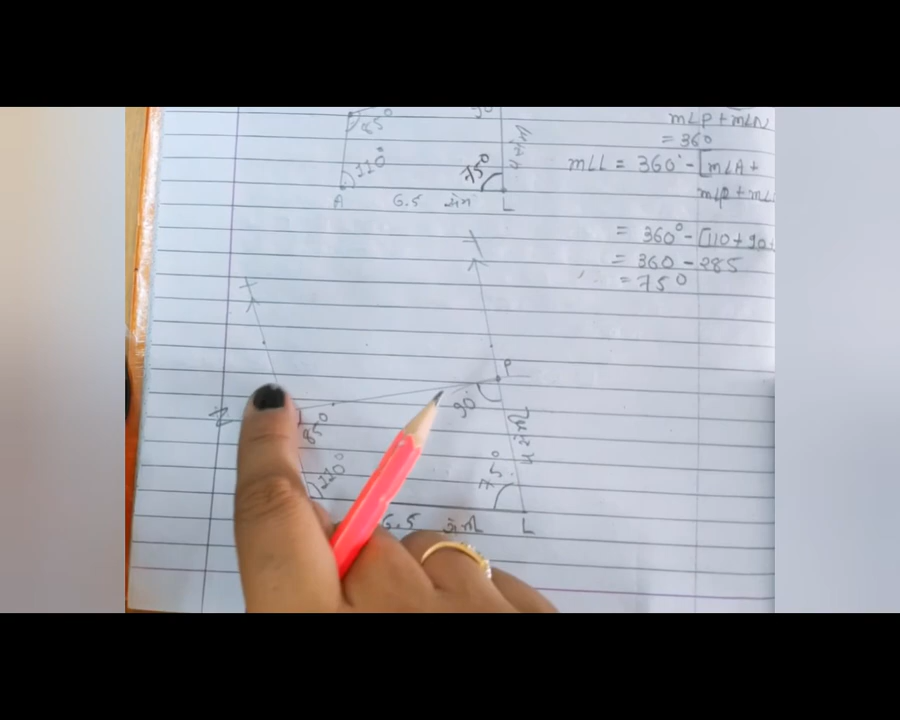 85°
110°
75°
A
6.5 सेमी
L
m∠P + m∠N
= 360
m∠L = 360° - [m∠A +
m∠P + m∠
= 360° - [110 + 90
= 360 - 285
= 75°
P
90°
85°
110°
75°
6.5 सेमी
L